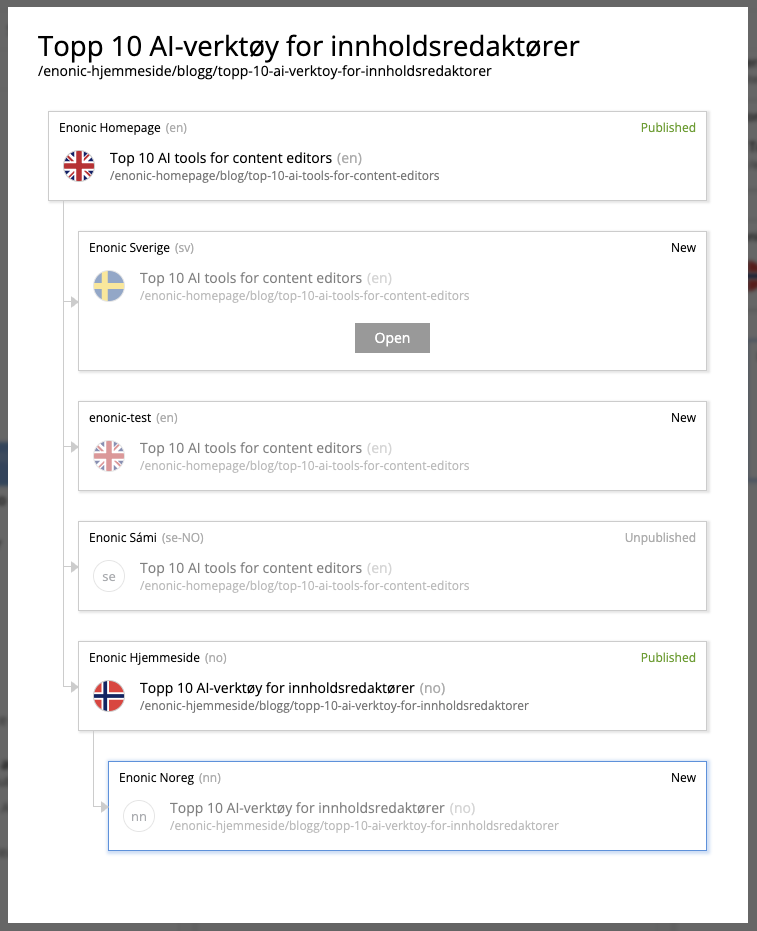 Topp 10 AI-verktøy for innholdsredaktører
/enonic-hjemmeside/blogg/topp-10-ai-verktoy-for-innholdsredaktorer
Enonic Homepage (en) Published
Top 10 AI tools for content editors (en)
/enonic-homepage/blog/top-10-ai-tools-for-content-editors
Enonic Sverige (sv) New
Top 10 AI tools for content editors (en)
/enonic-homepage/blog/top-10-ai-tools-for-content-editors
Open
enonic-test (en) New
Top 10 AI tools for content editors (en)
/enonic-homepage/blog/top-10-ai-tools-for-content-editors
Enonic Sámi (se-NO) Unpublished
se Top 10 AI tools for content editors (en)
/enonic-homepage/blog/top-10-ai-tools-for-content-editors
Enonic Hjemmeside (no) Published
Topp 10 AI-verktøy for innholdsredaktører (no)
/enonic-hjemmeside/blogg/topp-10-ai-verktoy-for-innholdsredaktorer
Enonic Noreg (nn) New
nn Topp 10 AI-verktøy for innholdsredaktører (no)
/enonic-hjemmeside/blogg/topp-10-ai-verktoy-for-innholdsredaktorer